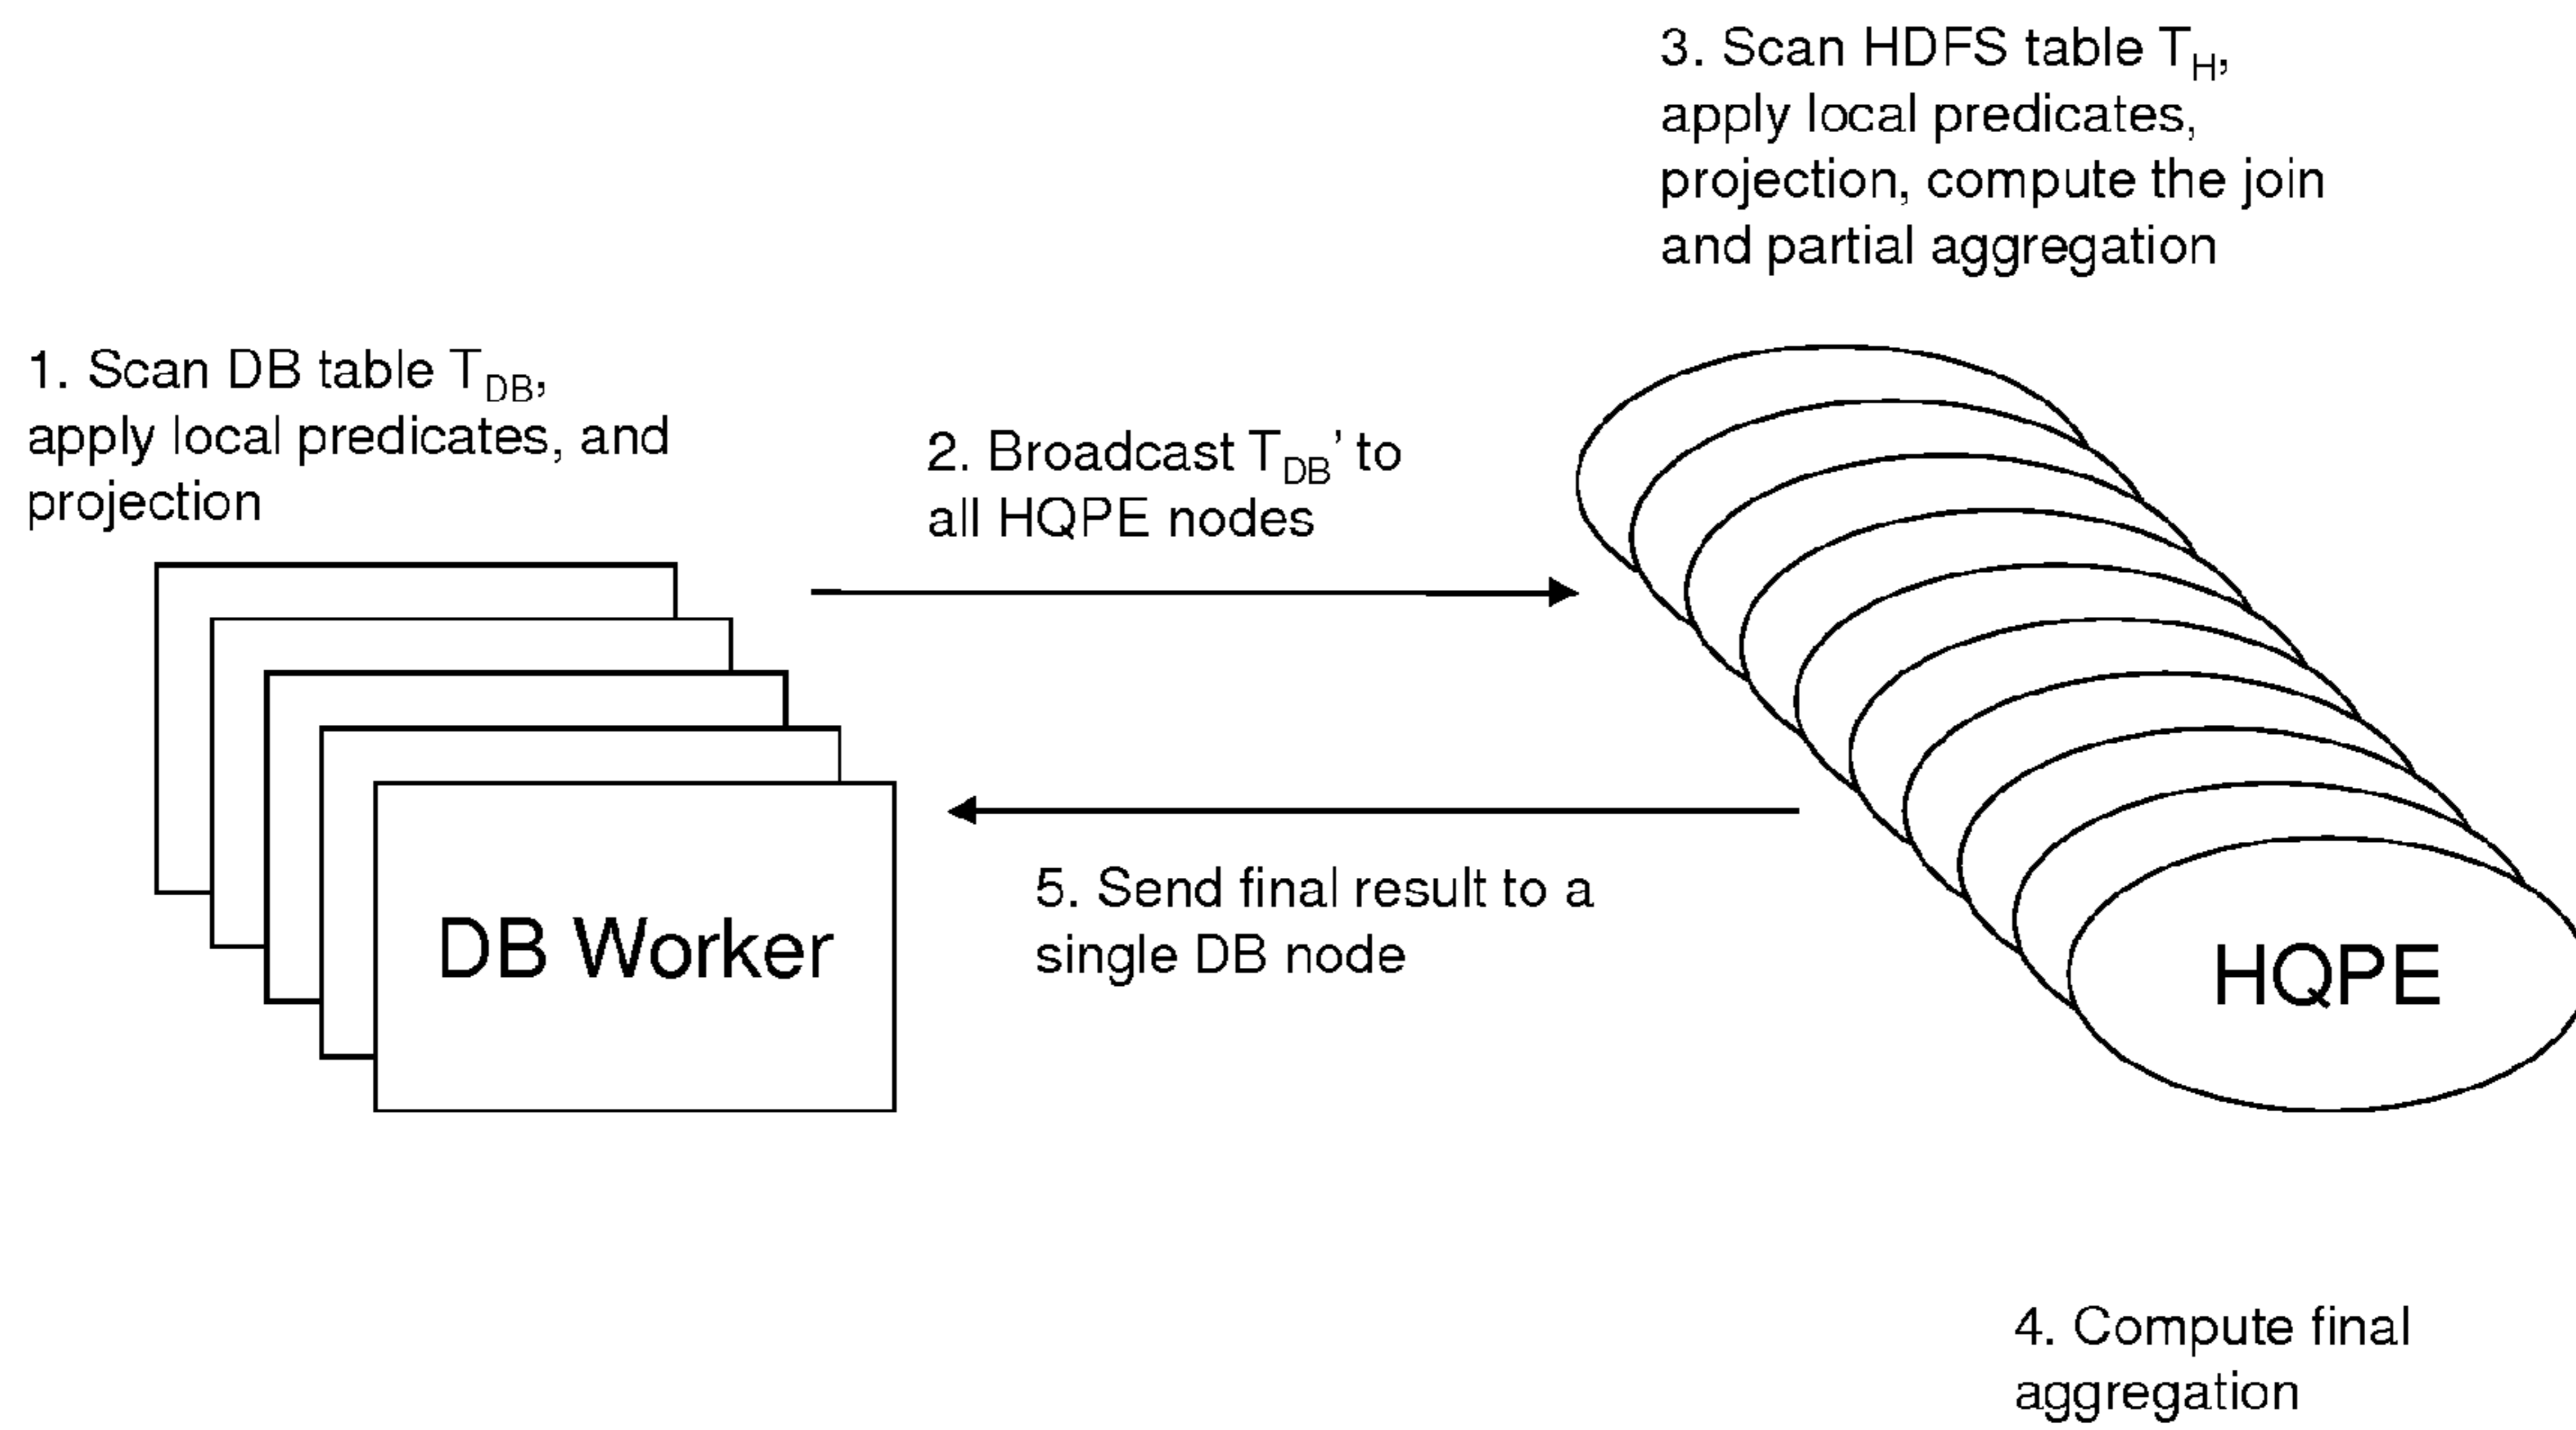 1. Scan DB table T_DB,
apply local predicates, and
projection
2. Broadcast T_DB’ to
all HQPE nodes
3. Scan HDFS table T_H,
apply local predicates,
projection, compute the join
and partial aggregation
DB Worker
5. Send final result to a
single DB node
HQPE
4. Compute final
aggregation